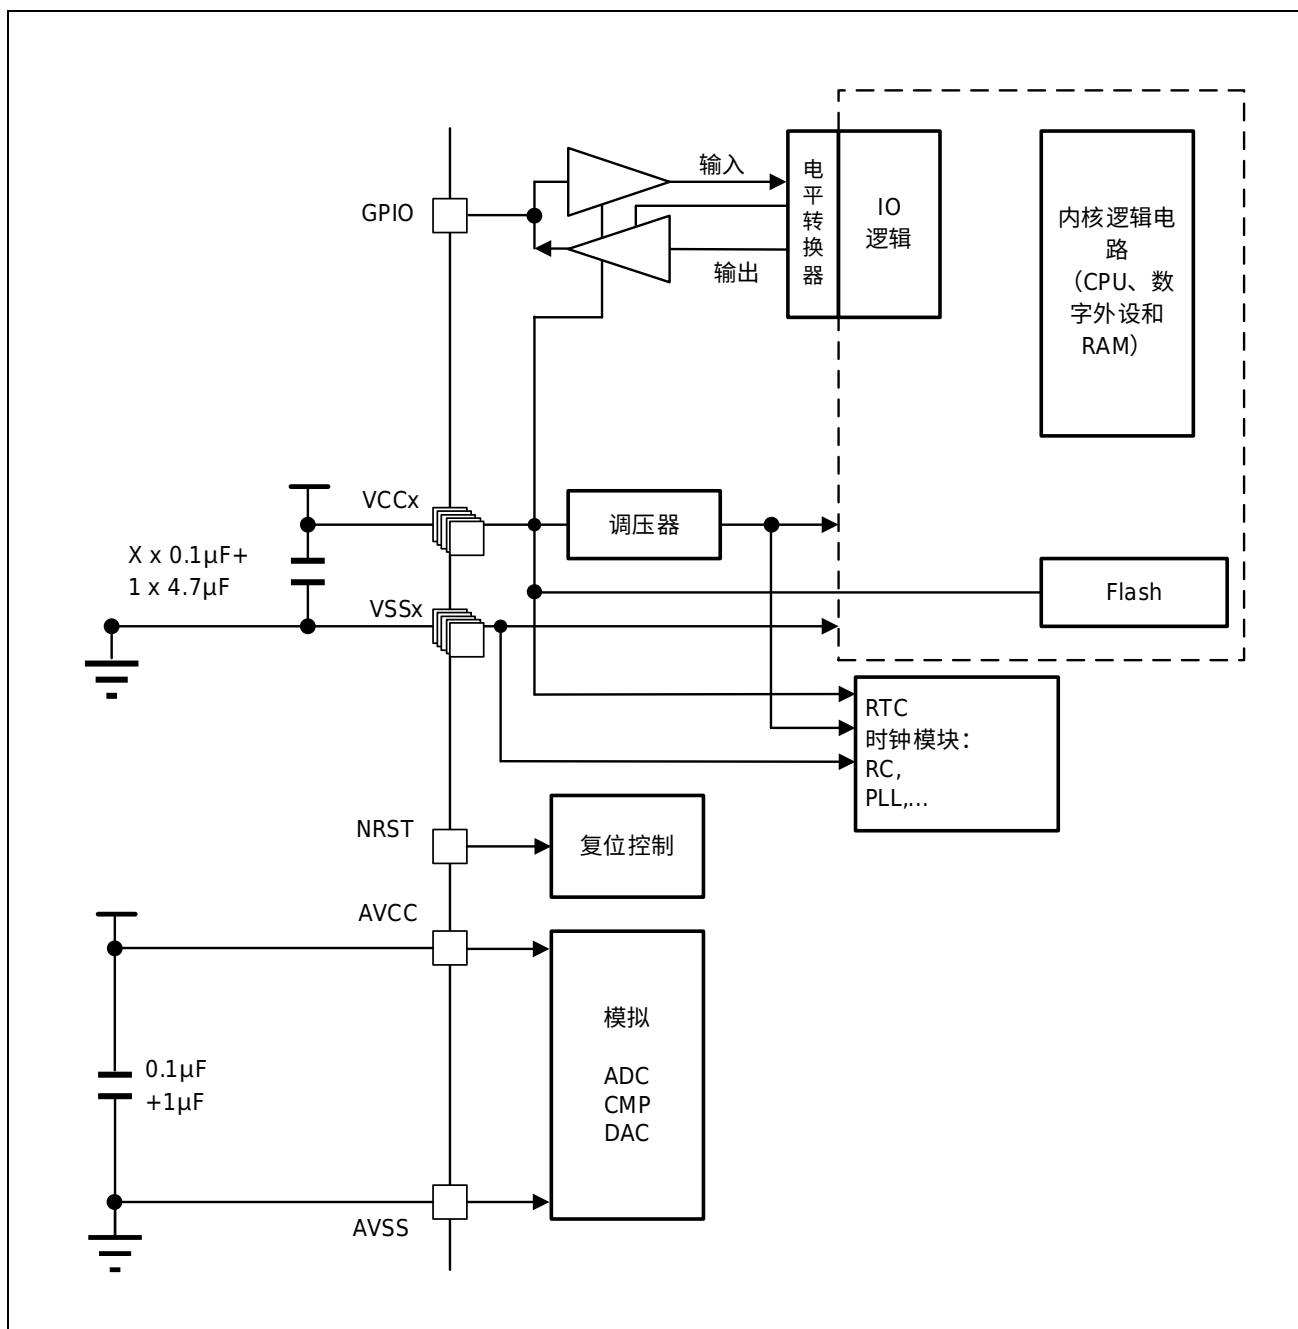 输入
GPIO
输出
电
平
转
换
器
IO
逻辑
内核逻辑电
路
（CPU、数
字外设和
RAM）
VCCx
调压器
X x 0.1µF+
1 x 4.7µF
VSSx
Flash
RTC
时钟模块：
RC,
PLL,...
NRST
复位控制
AVCC
模拟
ADC
CMP
DAC
0.1µF
+1µF
AVSS